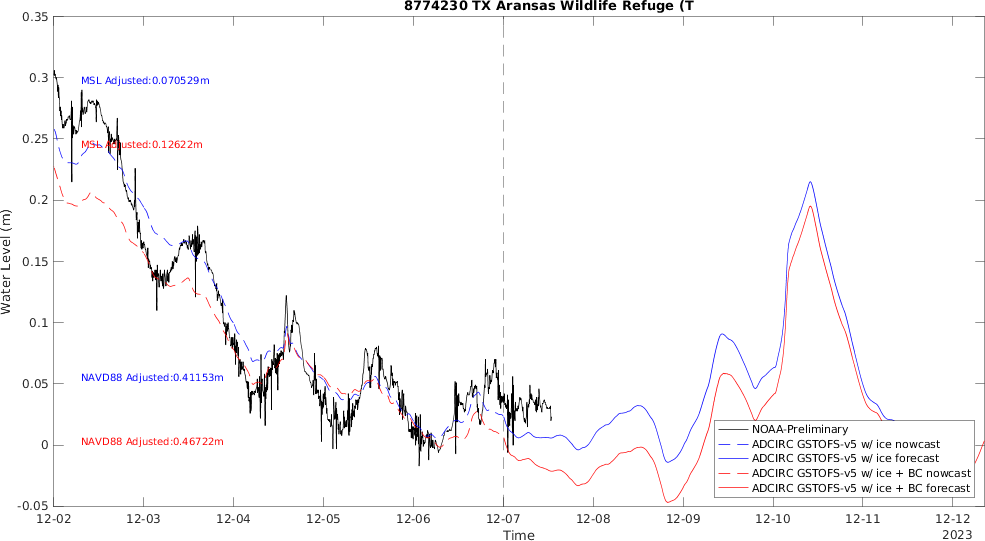 8774230 TX Aransas Wildlife Refuge (T
0.35
0.3
0.25
0.2
0.15
0.1
0.05
0
-0.05
Water Level (m)
MSL Adjusted:0.070529m
MSL Adjusted:0.12622m
NAVD88 Adjusted:0.41153m
NAVD88 Adjusted:0.46722m
NOAA-Preliminary
ADCIRC GSTOFS-v5 w/ ice nowcast
ADCIRC GSTOFS-v5 w/ ice forecast
ADCIRC GSTOFS-v5 w/ ice + BC nowcast
ADCIRC GSTOFS-v5 w/ ice + BC forecast
12-02 12-03 12-04 12-05 12-06 12-07 12-08 12-09 12-10 12-11 12-12
Time
2023